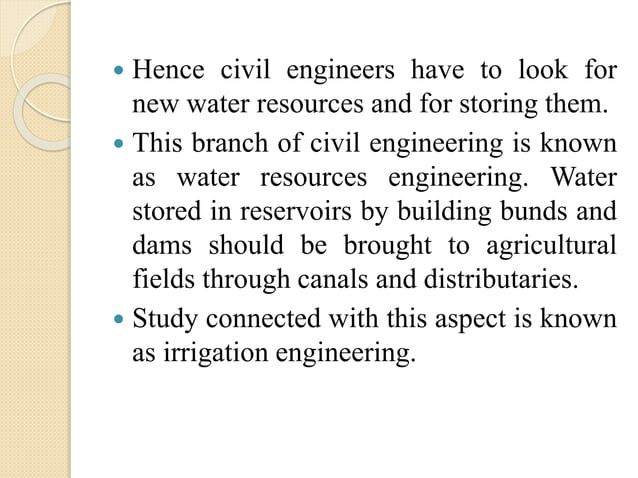 Hence civil engineers have to look for
new water resources and for storing them.
This branch of civil engineering is known
as water resources engineering. Water
stored in reservoirs by building bunds and
dams should be brought to agricultural
fields through canals and distributaries.
Study connected with this aspect is known
as irrigation engineering.